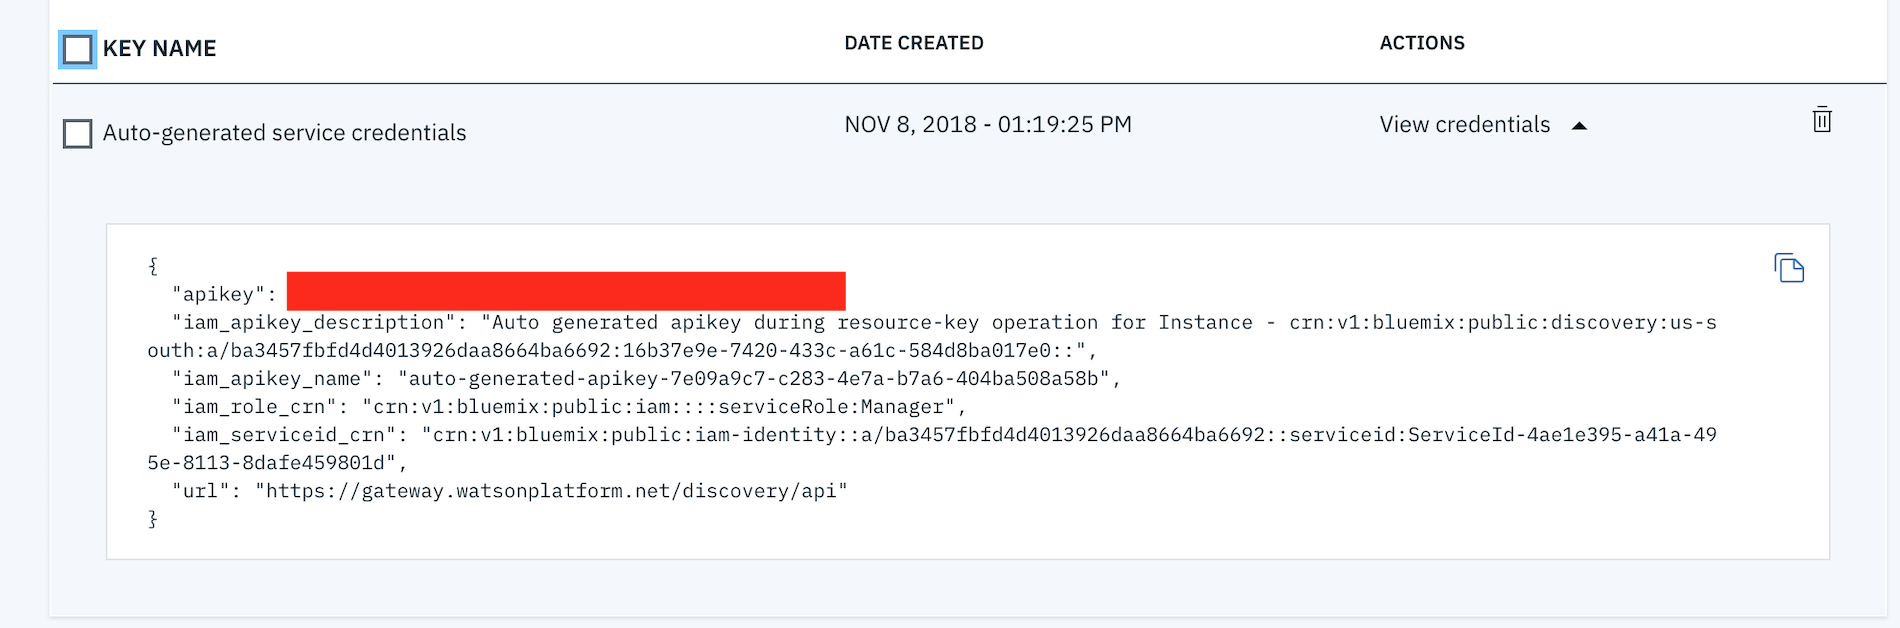 KEY NAME DATE CREATED ACTIONS
Auto-generated service credentials NOV 8, 2018 - 01:19:25 PM View credentials
{
"apikey":
"iam_apikey_description": "Auto generated apikey during resource-key operation for Instance - crn:v1:bluemix:public:discovery:us-s
outh:a/ba3457fbfd4d4013926daa8664ba6692:16b37e9e-7420-433c-a61c-584d8ba017e0::",
"iam_apikey_name": "auto-generated-apikey-7e09a9c7-c283-4e7a-b7a6-404ba508a58b",
"iam_role_crn": "crn:v1:bluemix:public:iam::::serviceRole:Manager",
"iam_serviceid_crn": "crn:v1:bluemix:public:iam-identity::a/ba3457fbfd4d4013926daa8664ba6692::serviceid:ServiceId-4ae1e395-a41a-49
5e-8113-8dafe459801d",
"url": "https://gateway.watsonplatform.net/discovery/api"
}